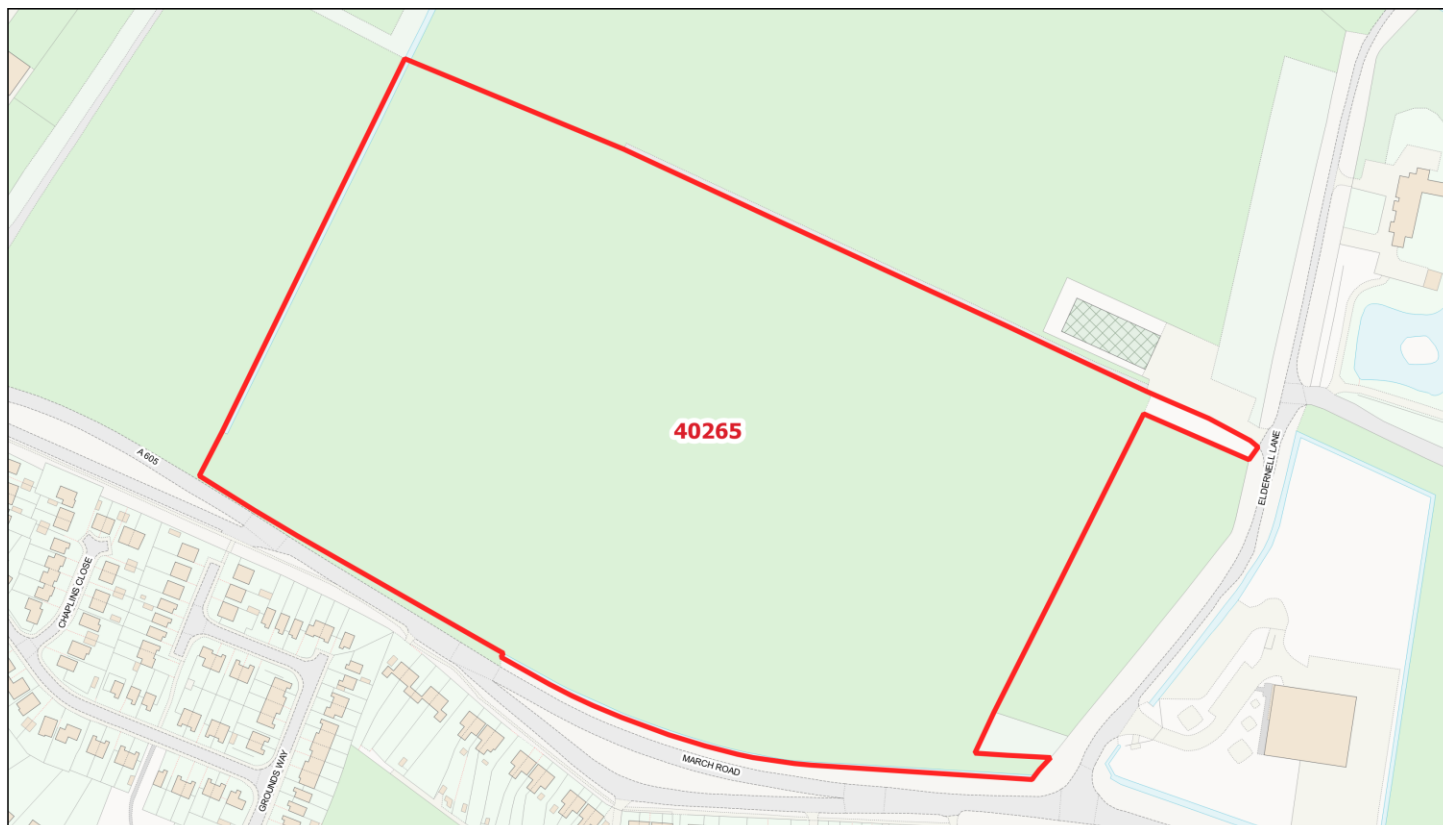 40265
A 605
ELDERNELL LANE
CHAPLINS CLOSE
MARCH ROAD
GROUNDS WAY